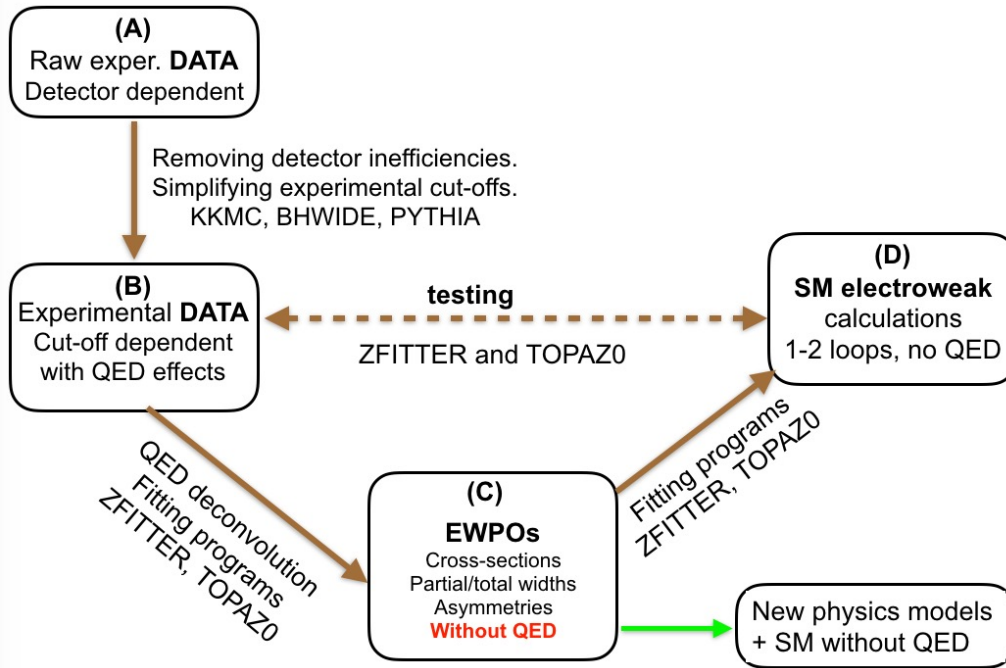 (A)
Raw exper. DATA
Detector dependent
Removing detector inefficiencies.
Simplifying experimental cut-offs.
KKMC, BHWIDE, PYTHIA
(B)
Experimental DATA
Cut-off dependent
with QED effects
testing
ZFITTER and TOPAZ0
(D)
SM electroweak
calculations
1-2 loops, no QED
QED deconvolution
Fitting programs
ZFITTER, TOPAZ0
(C)
EWPOs
Cross-sections
Partial/total widths
Asymmetries
Without QED
Fitting programs
ZFITTER, TOPAZ0
New physics models
+ SM without QED